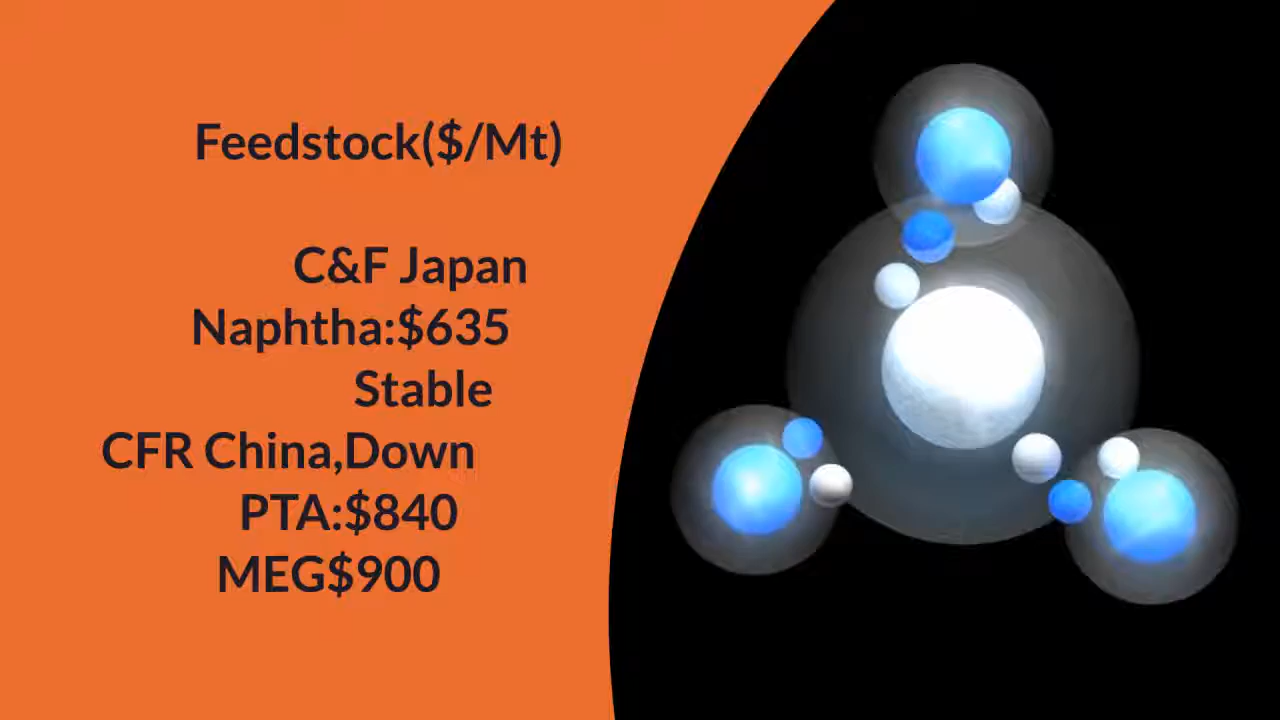 Feedstock($/Mt)
C&F Japan
Naphtha:$635
Stable
CFR China,Down
PTA:$840
MEG$900